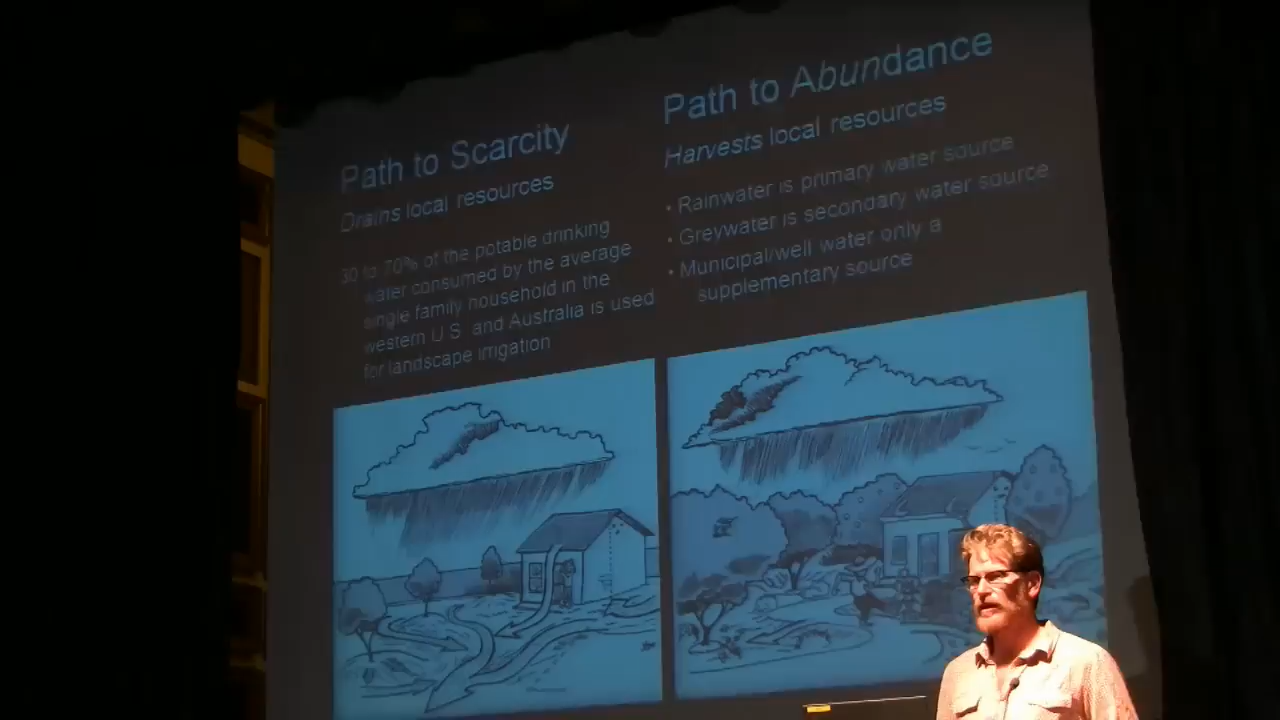 Path to Scarcity
Drains local resources
30 to 70% of the potable drinking
water consumed by the average
single family household in the
western U.S. and Australia is used
for landscape irrigation
Path to Abundance
Harvests local resources
• Rainwater is primary water source
• Greywater is secondary water source
• Municipal/well water only a
supplementary source